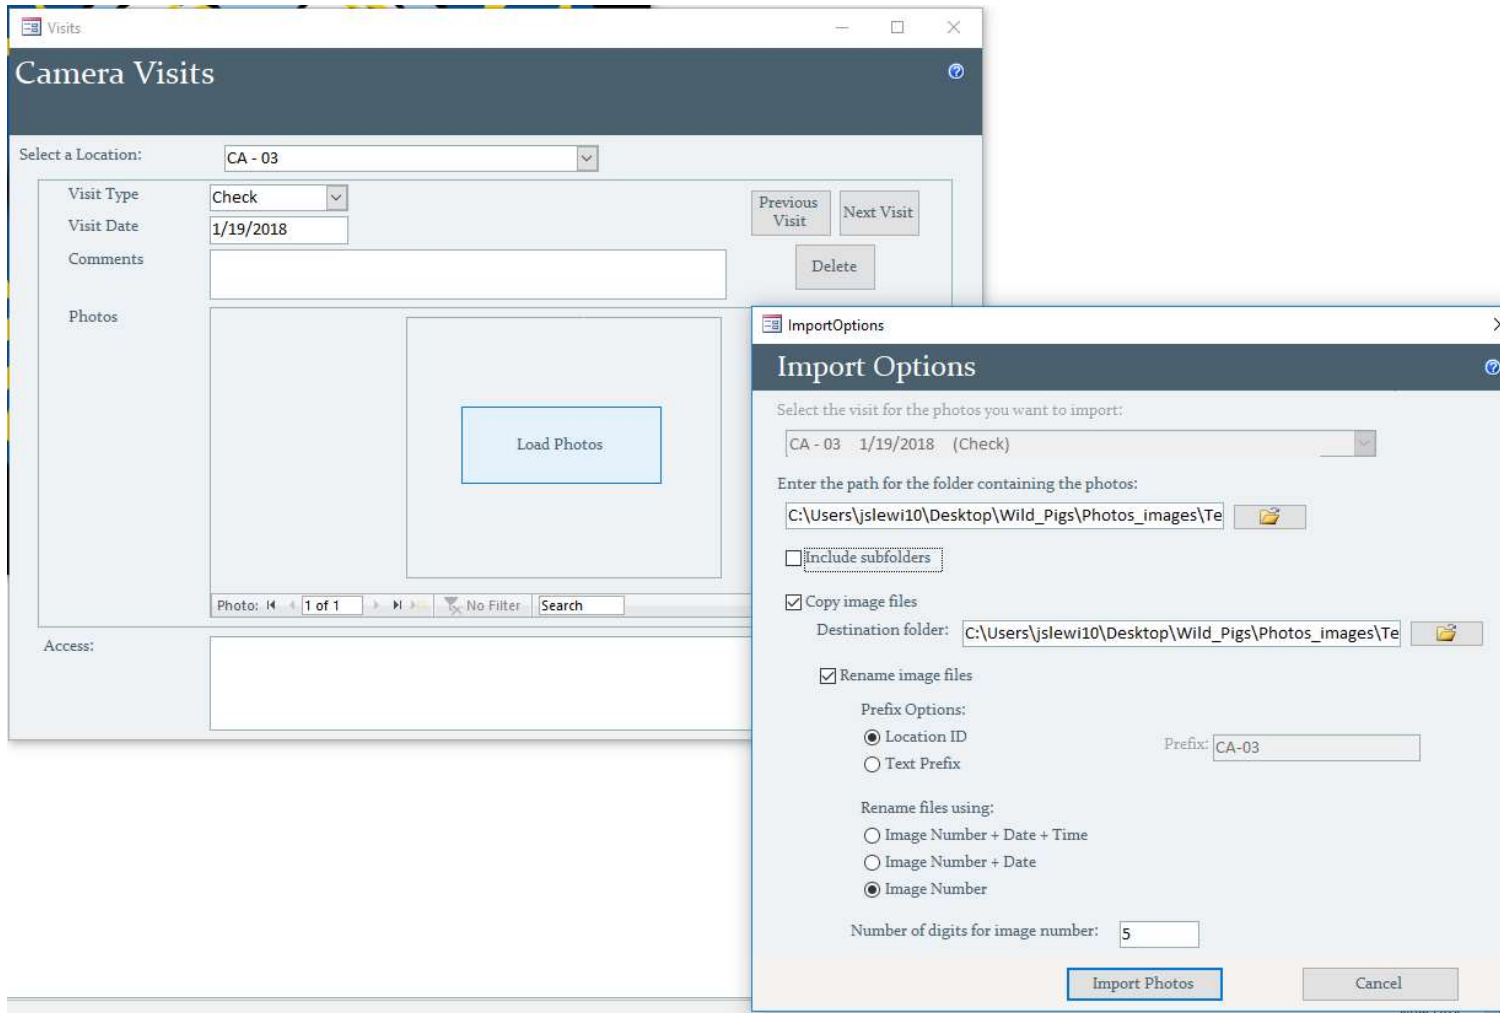 Visits
Camera Visits
Select a Location:
CA - 03
Visit Type
Check
Previous
Visit
Next Visit
Visit Date
1/19/2018
Comments
Delete
Photos
Load Photos
Photo:
1 of 1
No Filter
Search
Access:
ImportOptions
Import Options
Select the visit for the photos you want to import:
CA - 03 1/19/2018 (Check)
Enter the path for the folder containing the photos:
C:\Users\jslewi10\Desktop\Wild_Pigs\Photos_images\Te
Include subfolders
Copy image files
Destination folder:
C:\Users\jslewi10\Desktop\Wild_Pigs\Photos_images\Te
Rename image files
Prefix Options:
Location ID
Prefix:
CA-03
Text Prefix
Rename files using:
Image Number + Date + Time
Image Number + Date
Image Number
Number of digits for image number:
5
Import Photos
Cancel